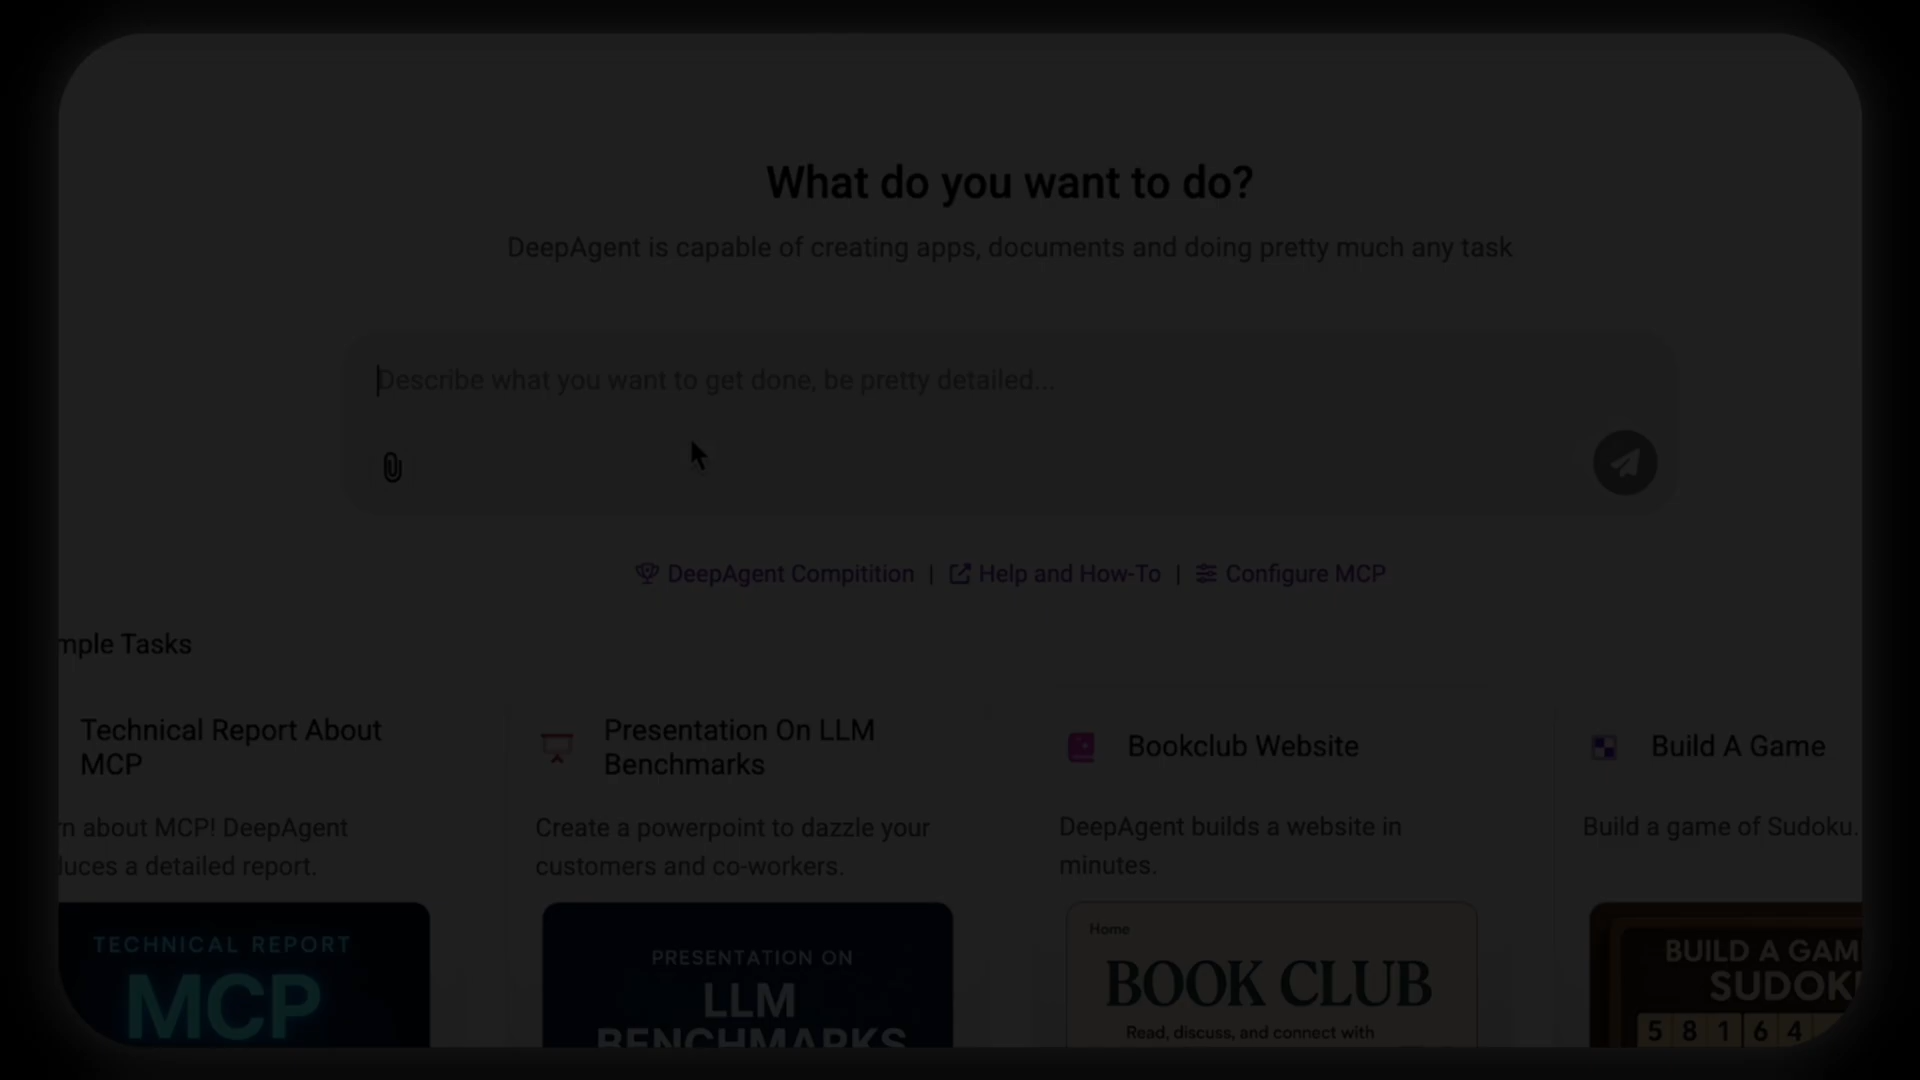 What do you want to do?
DeepAgent is capable of creating apps, documents and doing pretty much any task
Describe what you want to get done, be pretty detailed...
DeepAgent Compitition | Help and How-To | Configure MCP
mple Tasks
Technical Report About
MCP
rn about MCP! DeepAgent
duces a detailed report.
TECHNICAL REPORT
MCP
Presentation On LLM
Benchmarks
Create a powerpoint to dazzle your
customers and co-workers.
PRESENTATION ON
LLM
BENCHMARKS
Bookclub Website
DeepAgent builds a website in
minutes.
Home
BOOK CLUB
Read, discuss, and connect with
Build A Game
Build a game of Sudoku.
BUILD A GAM
SUDOK
5 8 1 6 4